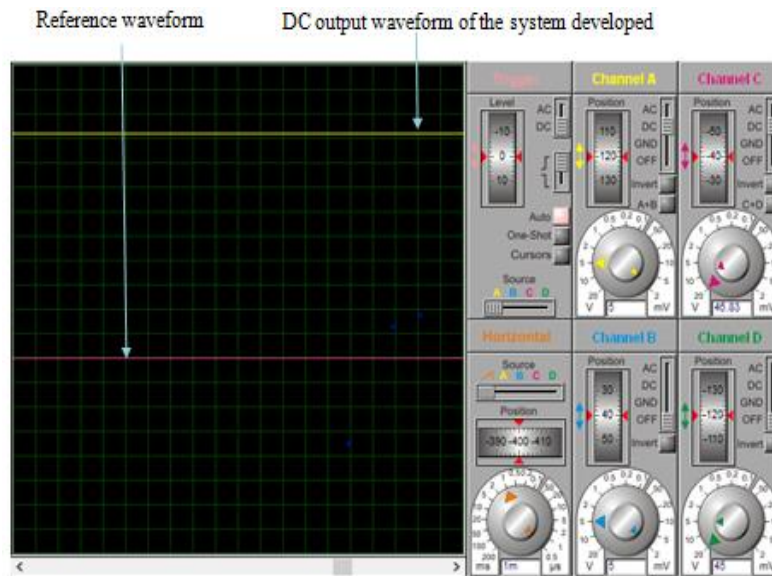 Reference waveform
DC output waveform of the system developed
Trigger
Channel A
Channel C
Level
AC
DC
-10
0
10
Auto
One-Shot
Cursors
Source
A B C D
Position
AC
DC
GND
OFF
110
120
130
Invert
A+B
V
5
mV
Position
AC
DC
GND
OFF
-50
-40
-30
Invert
C+D
V
45.83
mV
Horizontal
Channel B
Channel D
Source
A B C D
Position
-390 -400 -410
ms
1m
µs
Position
AC
DC
GND
OFF
30
40
50
Invert
V
5
mV
Position
AC
DC
GND
OFF
-130
-120
-110
Invert
V
45
mV